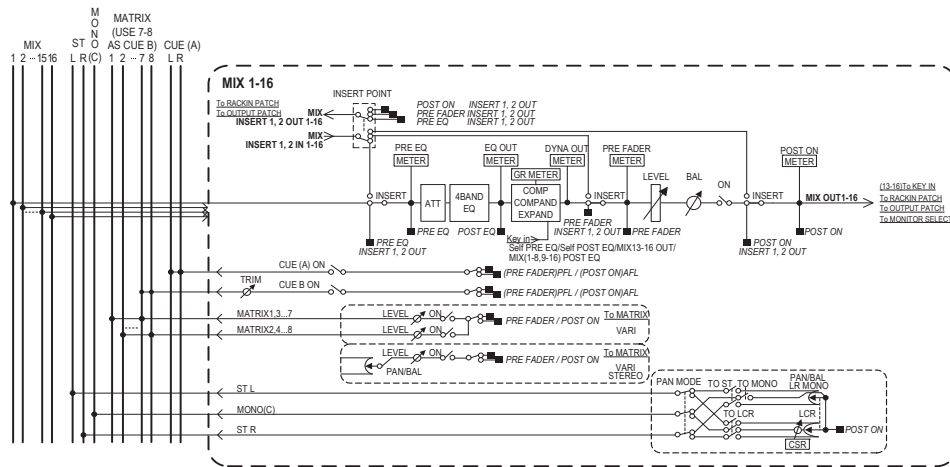 M
O
N
O
MATRIX
(USE 7-8
AS CUE B)
CUE (A)
MIX
ST
1 2 ··· 15 16
L R (C)
1 2 ··· 7 8
L R
MIX 1-16
INSERT POINT
To RACKIN PATCH
To OUTPUT PATCH
MIX
INSERT 1, 2 OUT 1-16
POST ON INSERT 1, 2 OUT
PRE FADER INSERT 1, 2 OUT
PRE EQ INSERT 1, 2 OUT
MIX
INSERT 1, 2 IN 1-16
PRE EQ
METER
EQ OUT
METER
DYNA OUT
METER
PRE FADER
METER
POST ON
METER
GR METER
LEVEL
BAL
ON
INSERT
ATT
4BAND
EQ
COMP
COMPAND
EXPAND
INSERT
INSERT
MIX OUT1-16
(13-16)To KEY IN
To RACKIN PATCH
To OUTPUT PATCH
To MONITOR SELECT
PRE EQ
POST EQ
PRE FADER
INSERT 1, 2 OUT
PRE FADER
POST ON
PRE EQ
INSERT 1, 2 OUT
POST ON
INSERT 1, 2 OUT
Key in
Self PRE EQ/Self POST EQ/MIX13-16 OUT/
MIX(1-8,9-16) POST EQ
CUE (A) ON
(PRE FADER)PFL / (POST ON)AFL
TRIM
CUE B ON
(PRE FADER)PFL / (POST ON)AFL
MATRIX1,3...7
LEVEL
ON
PRE FADER / POST ON
To MATRIX
MATRIX2,4...8
LEVEL
ON
VARI
LEVEL
ON
PRE FADER / POST ON
To MATRIX
PAN/BAL
VARI
STEREO
PAN MODE
TO ST
TO MONO
PAN/BAL
LR MONO
ST L
MONO(C)
TO LCR
LCR
ST R
POST ON
CSR